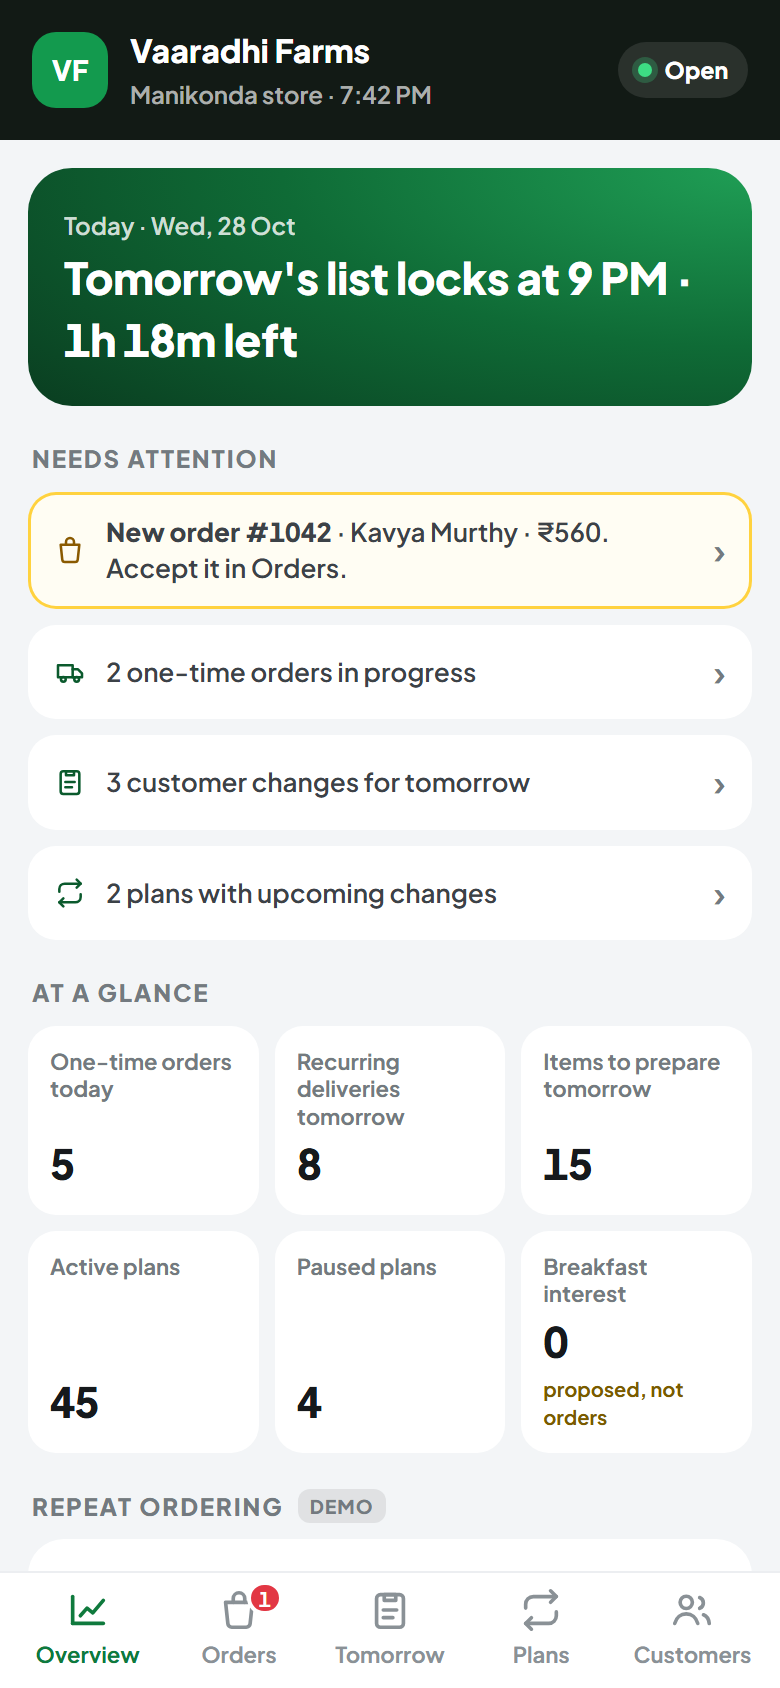 VF
Vaaradhi Farms
Manikonda store · 7:42 PM
Open
Today · Wed, 28 Oct
Tomorrow's list locks at 9 PM ·
1h 18m left
NEEDS ATTENTION
New order #1042 · Kavya Murthy · ₹560.
Accept it in Orders.
2 one-time orders in progress
3 customer changes for tomorrow
2 plans with upcoming changes
AT A GLANCE
One-time orders
today
5
Recurring
deliveries
tomorrow
8
Items to prepare
tomorrow
15
Active plans
45
Paused plans
4
Breakfast
interest
0
proposed, not
orders
REPEAT ORDERING DEMO
Overview
1
Orders
Tomorrow
Plans
Customers